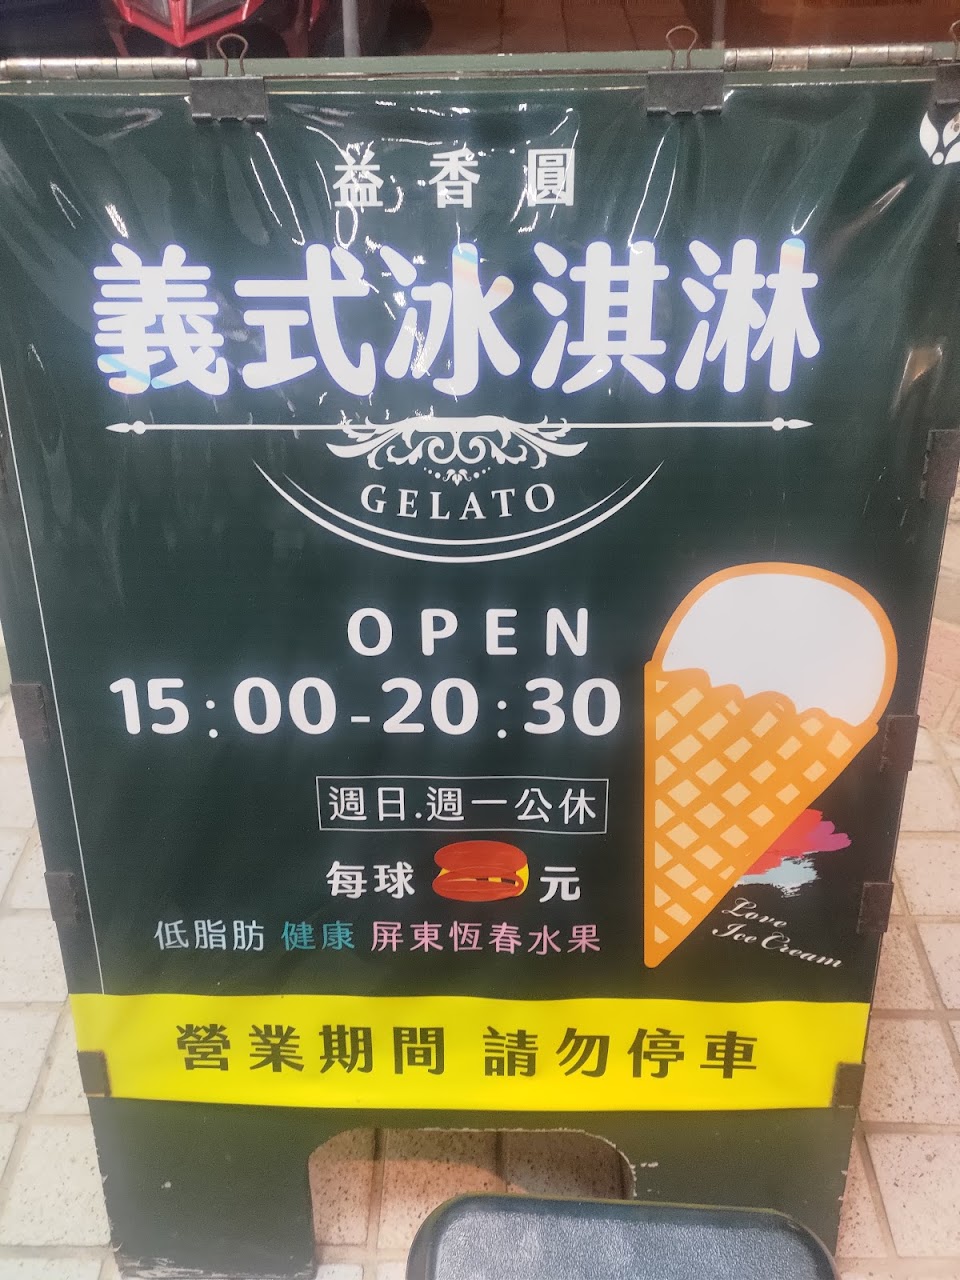 益香圓
義式冰淇淋
GELATO
OPEN
15:00-20:30
週日.週一公休
每球 元
低脂肪 健康 屏東恆春水果
Love
Ice Cream
營業期間 請勿停車